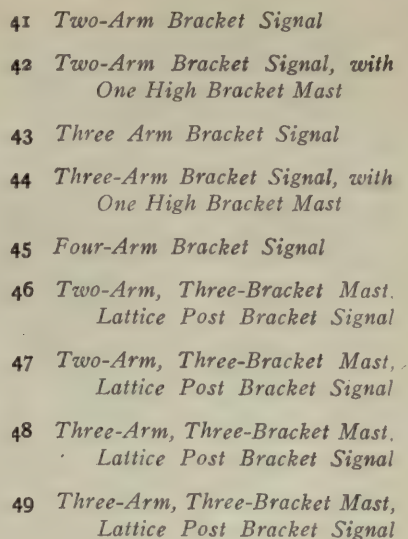 41 Two-Arm Bracket Signal
42 Two-Arm Bracket Signal, with
One High Bracket Mast
43 Three Arm Bracket Signal
44 Three-Arm Bracket Signal, with
One High Bracket Mast
45 Four-Arm Bracket Signal
46 Two-Arm, Three-Bracket Mast.
Lattice Post Bracket Signal
47 Two-Arm, Three-Bracket Mast,
Lattice Post Bracket Signal
48 Three-Arm, Three-Bracket Mast.
Lattice Post Bracket Signal
49 Three-Arm, Three-Bracket Mast,
Lattice Post Bracket Signal